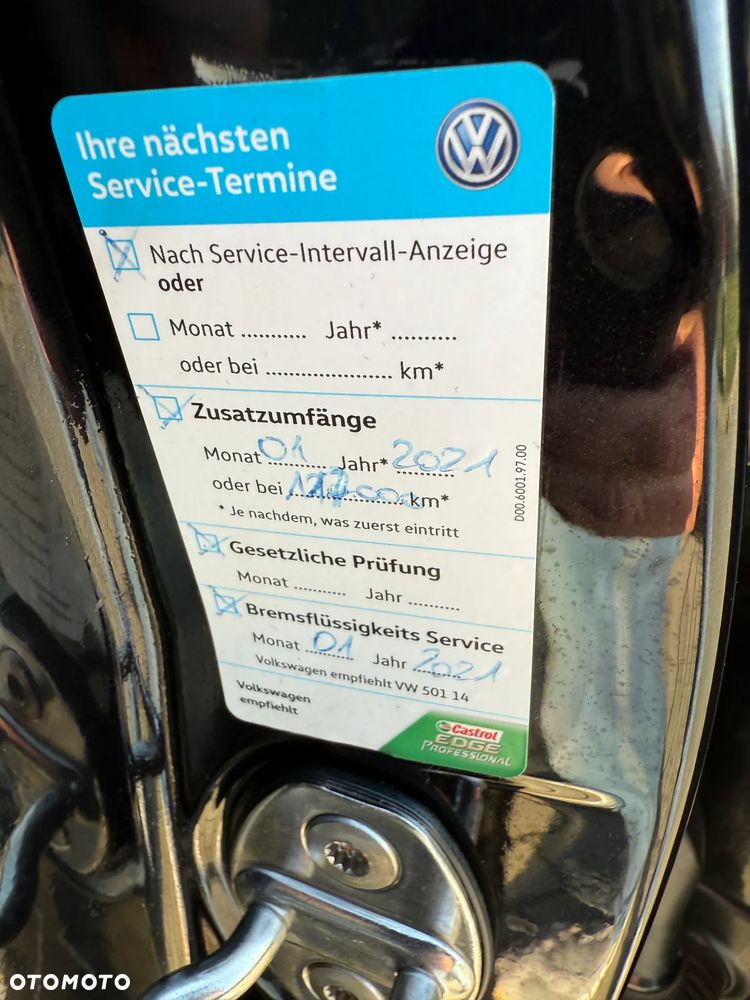 Ihre nächsten
Service-Termine
Nach Service-Intervall-Anzeige
oder
Monat ........... Jahr* ...........
oder bei ..................... km*
Zusatzumfänge
Monat 01 Jahr* 2021
oder bei km*
* Je nachdem, was zuerst eintritt
Gesetzliche Prüfung
Monat .......... Jahr ..........
Bremsflüssigkeits Service
Monat 01 Jahr 2021
Volkswagen empfiehlt VW 501 14
Volkswagen
empfiehlt
Castrol
EDGE
PROFESSIONAL
D00.6001.97.00
OTOMOTO